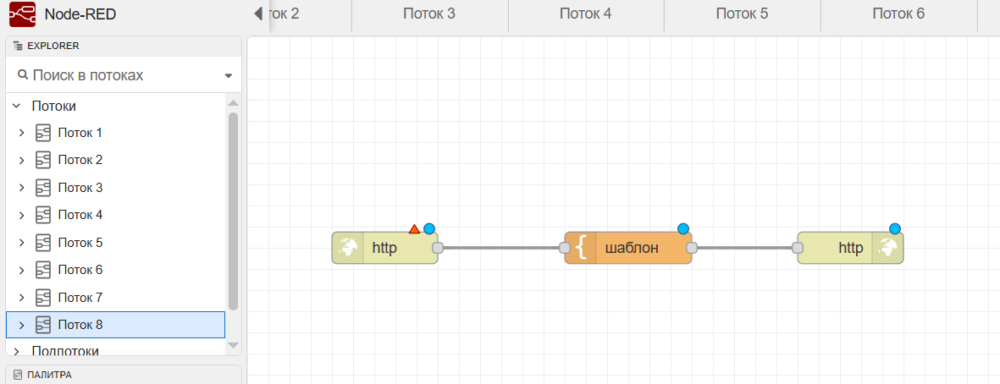 Node-RED
ток 2
Поток 3
Поток 4
Поток 5
Поток 6
EXPLORER
Поиск в потоках
Потоки
Поток 1
Поток 2
Поток 3
Поток 4
Поток 5
Поток 6
Поток 7
Поток 8
Подпотоки
ПАЛИТРА
http
шаблон
http